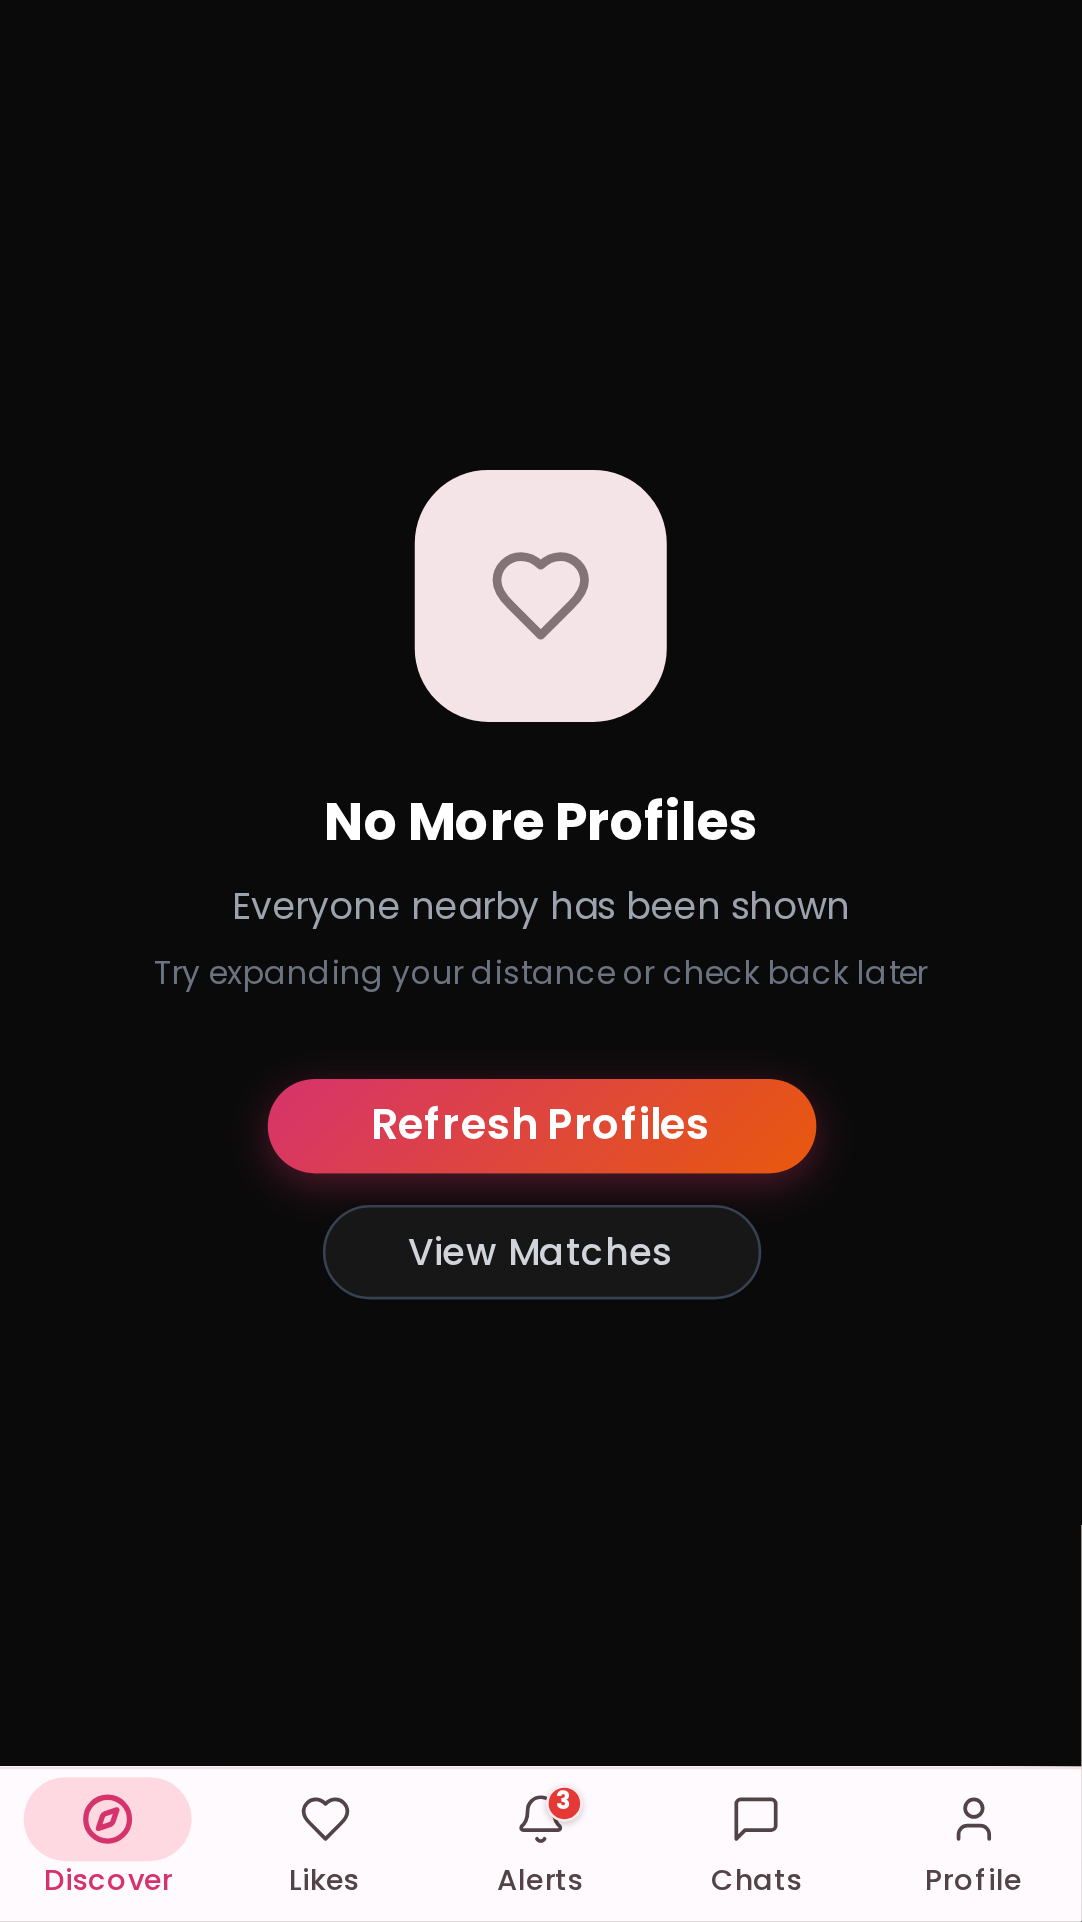 No More Profiles
Everyone nearby has been shown
Try expanding your distance or check back later
Refresh Profiles
View Matches
3
Discover
Likes
Alerts
Chats
Profile